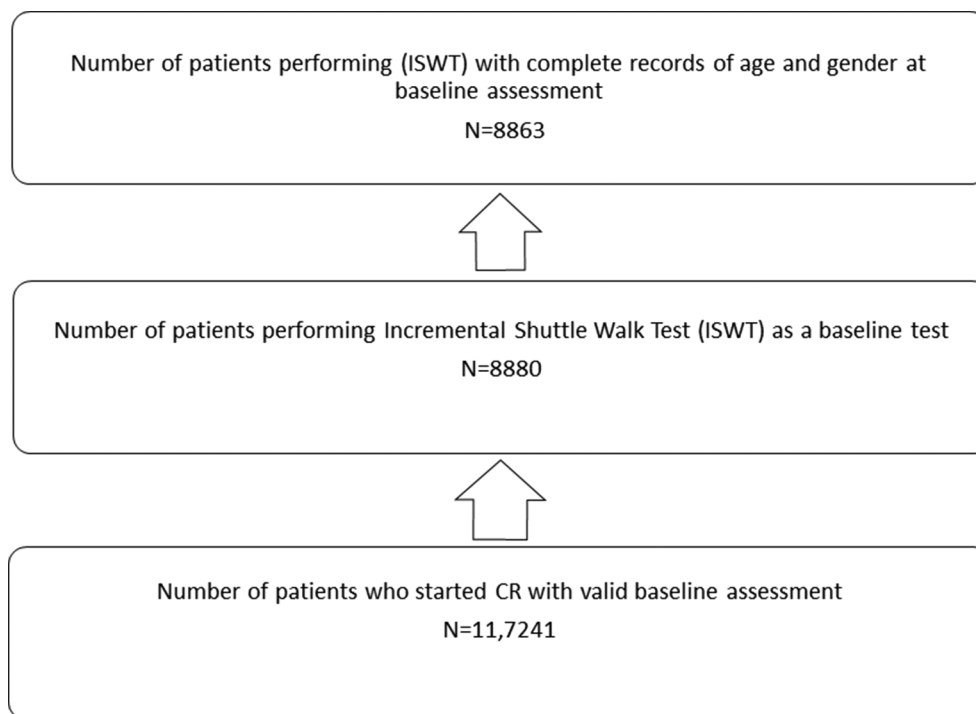 Number of patients performing (ISWT) with complete records of age and gender at
baseline assessment
N=8863
Number of patients performing Incremental Shuttle Walk Test (ISWT) as a baseline test
N=8880
Number of patients who started CR with valid baseline assessment
N=11,7241